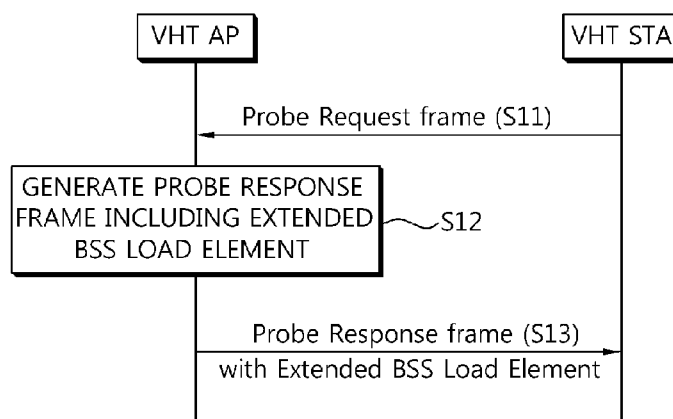 VHT AP
VHT STA
Probe Request frame (S11)
GENERATE PROBE RESPONSE
FRAME INCLUDING EXTENDED
BSS LOAD ELEMENT
S12
Probe Response frame (S13)
with Extended BSS Load Element